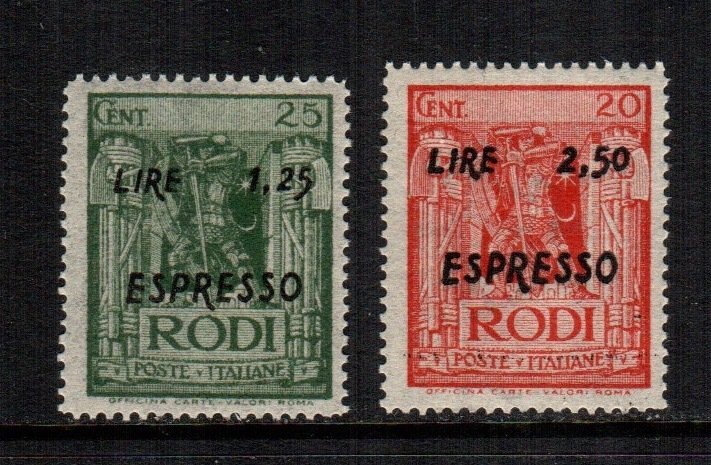 CENT. 25
LIRE 1,25
ESPRESSO
RODI
POSTE ITALIANE
OFFICINA CARTE-VALORI ROMA
CENT. 20
LIRE 2,50
ESPRESSO
RODI
POSTE ITALIANE
OFFICINA CARTE-VALORI ROMA